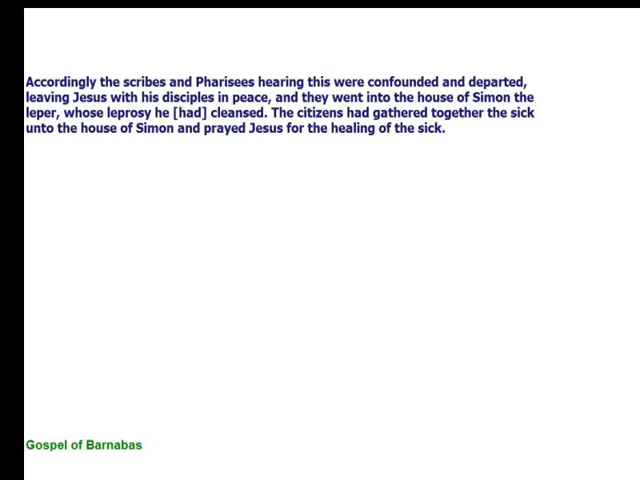 Accordingly the scribes and Pharisees hearing this were confounded and departed,
leaving Jesus with his disciples in peace, and they went into the house of Simon the
leper, whose leprosy he [had] cleansed. The citizens had gathered together the sick
unto the house of Simon and prayed Jesus for the healing of the sick.
Gospel of Barnabas